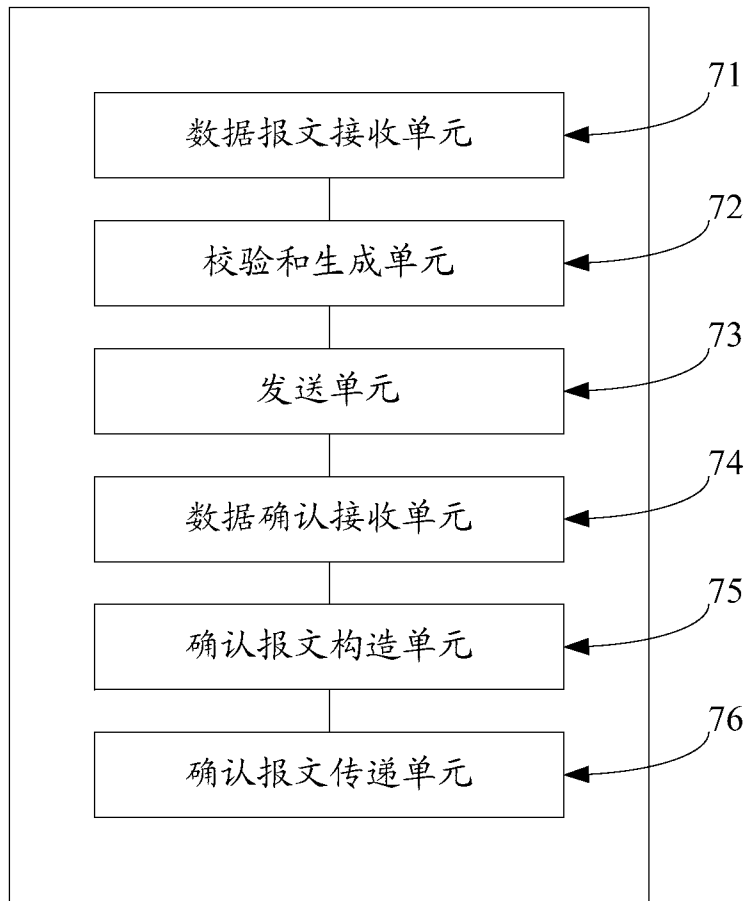 71
数据报文接收单元
72
校验和生成单元
73
发送单元
74
数据确认接收单元
75
确认报文构造单元
76
确认报文传递单元